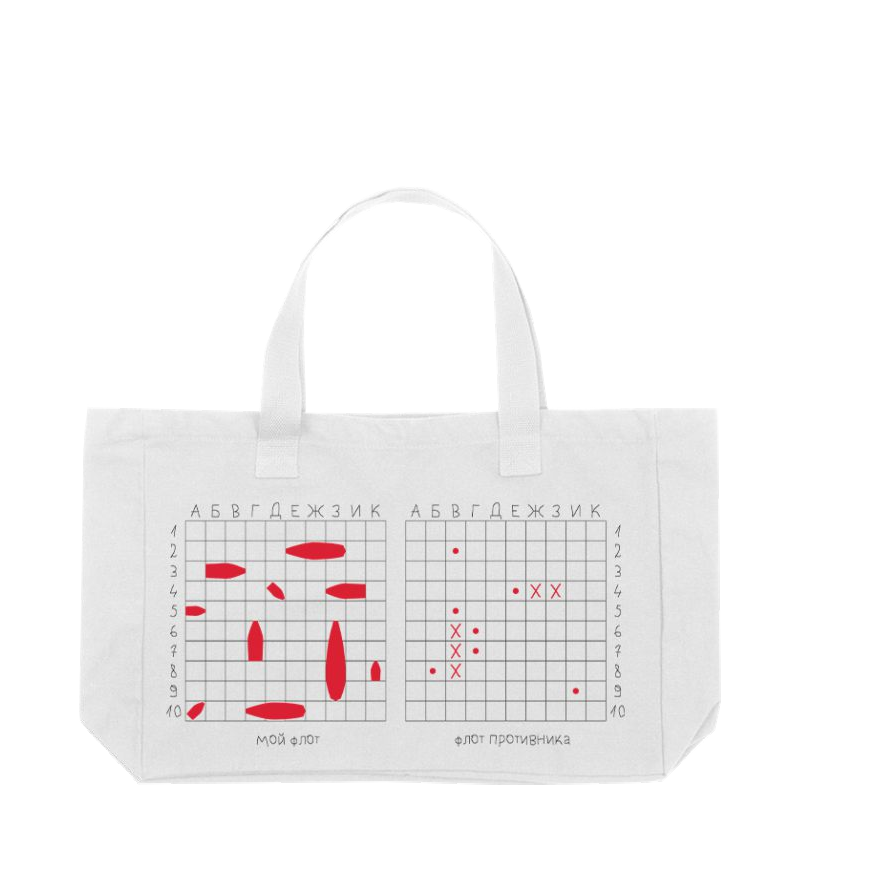 А Б В Г Д Е Ж З И К
1
2
3
4
5
6
7
8
9
10
мой флот
А Б В Г Д Е Ж З И К
1
2
3
4 X X
5
6 X
7 X
8 X
9
10
флот противника